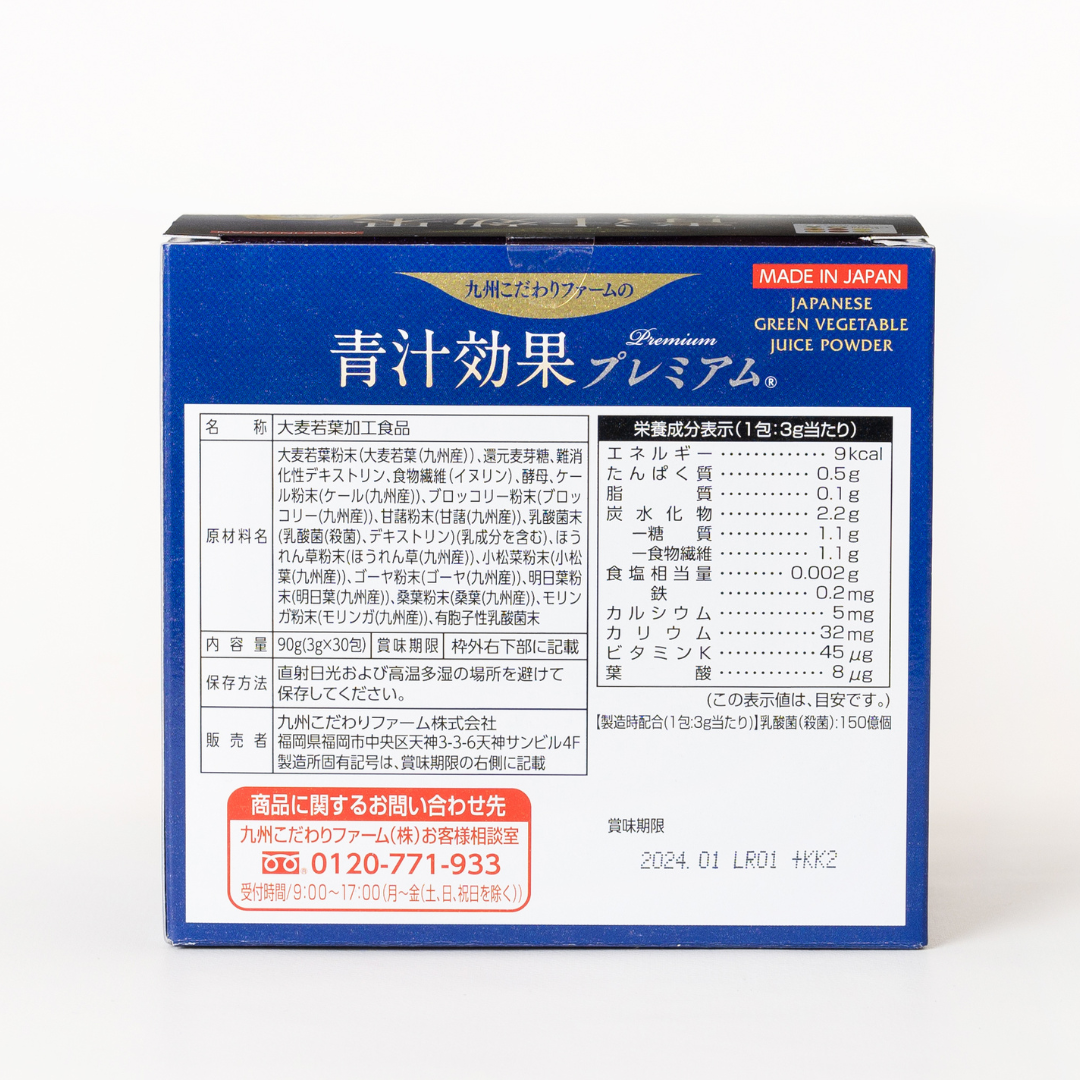 九州こだわりファームの
青汁効果
Premium
プレミアム®
MADE IN JAPAN
JAPANESE
GREEN VEGETABLE
JUICE POWDER
名称 大麦若葉加工食品
原材料名
大麦若葉粉末(大麦若葉(九州産))、還元麦芽糖、難消
化性デキストリン、食物繊維(イヌリン)、酵母、ケー
ル粉末(ケール(九州産))、ブロッコリー粉末(ブロッ
コリー(九州産))、甘藷粉末(甘藷(九州産))、乳酸菌末
(乳酸菌(殺菌)、デキストリン)(乳成分を含む)、ほう
れん草粉末(ほうれん草(九州産))、小松菜粉末(小松
葉(九州産))、ゴーヤ粉末(ゴーヤ(九州産))、明日葉粉
末(明日葉(九州産))、桑葉粉末(桑葉(九州産))、モリン
ガ粉末(モリンガ(九州産))、有胞子性乳酸菌末
内容量 90g(3g×30包) 賞味期限 枠外右下部に記載
保存方法
直射日光および高温多湿の場所を避けて
保存してください。
販売者
九州こだわりファーム株式会社
福岡県福岡市中央区天神3-3-6天神サンビル4F
製造所固有記号は、賞味期限の右側に記載
栄養成分表示(1包:3g当たり)
エネルギー ············· 9kcal
たんぱく質 ··········· 0.5g
脂質 ··········· 0.1g
炭水化物 ··········· 2.2g
―糖質 ··········· 1.1g
―食物繊維 ··········· 1.1g
食塩相当量 ········ 0.002g
鉄 ··········· 0.2mg
カルシウム ············· 5mg
カリウム ············ 32mg
ビタミンK ············ 45μg
葉酸 ············· 8μg
(この表示値は、目安です。)
【製造時配合(1包:3g当たり)】乳酸菌(殺菌):150億個
商品に関するお問い合わせ先
九州こだわりファーム(株)お客様相談室
0120-771-933
受付時間/9:00～17:00(月～金(土、日、祝日を除く))
賞味期限
2024.01 LR01 +KK2